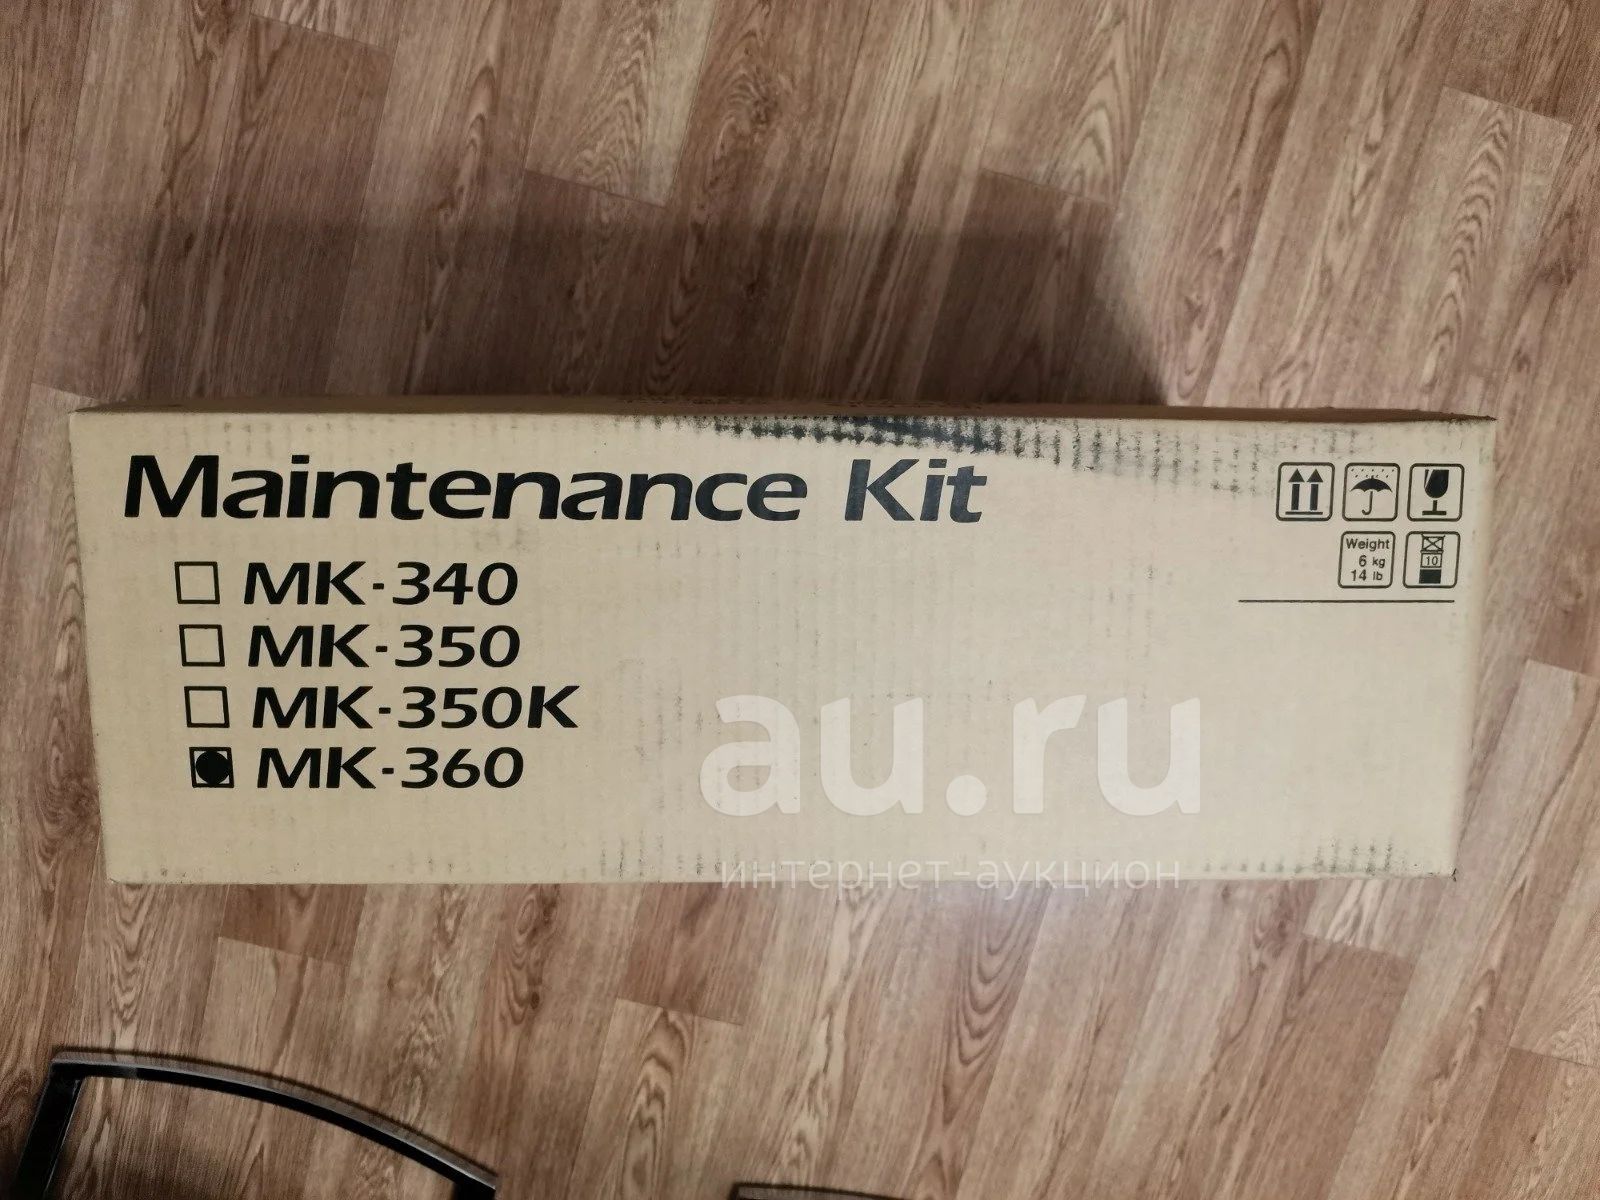 Maintenance Kit
MK-340
MK-350
MK-350K
MK-360
Weight
6 kg
14 lb
10
au.ru
интернет-аукцион